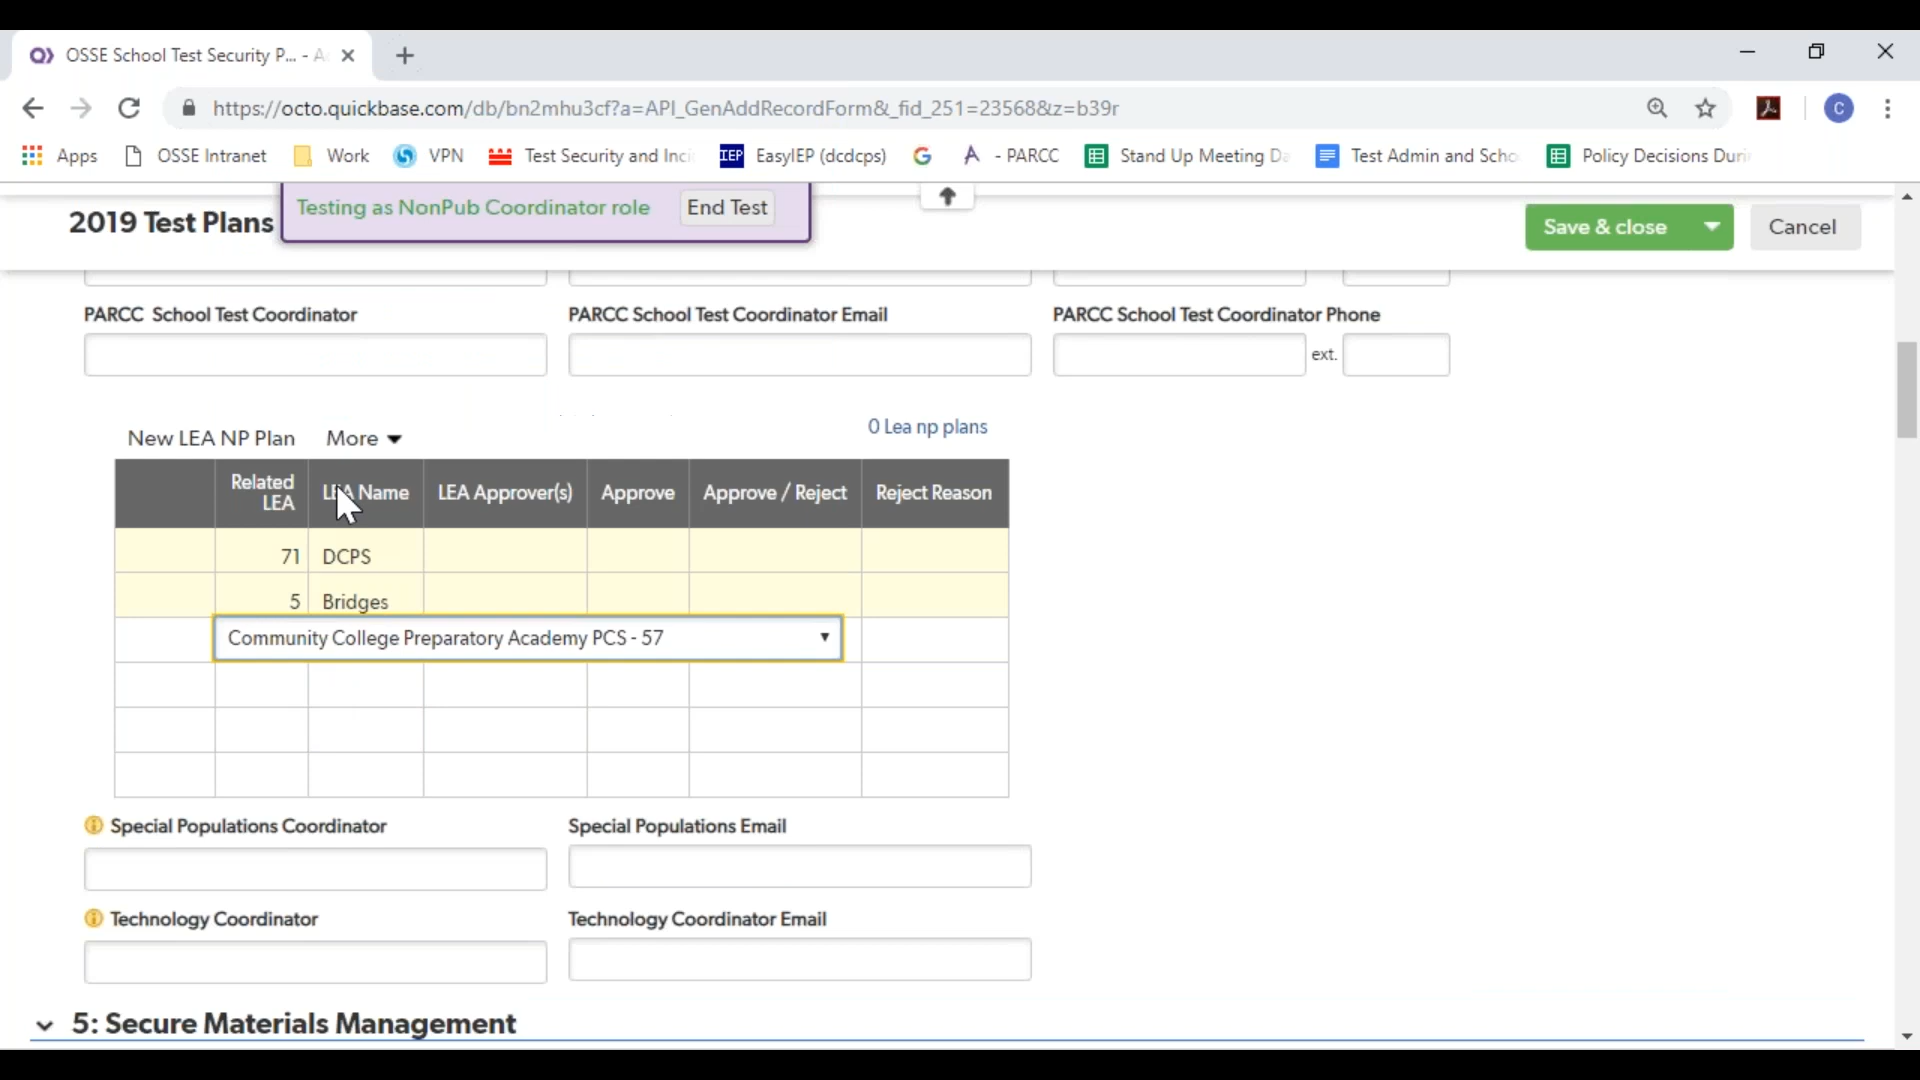 OSSE School Test Security P... - A
https://octo.quickbase.com/db/bn2mhu3cf?a=API_GenAddRecordForm&_fid_251=23568&z=b39r
C
Apps OSSE Intranet Work VPN Test Security and Inci IEP EasyIEP (dcdcps) G A - PARCC Stand Up Meeting Da Test Admin and Scho Policy Decisions Duri
2019 Test Plans
Testing as NonPub Coordinator role End Test
Save & close Cancel
PARCC School Test Coordinator PARCC School Test Coordinator Email PARCC School Test Coordinator Phone
ext.
New LEA NP Plan More 0 Lea np plans
Related LEA LEA Name LEA Approver(s) Approve Approve / Reject Reject Reason
71 DCPS
5 Bridges
Community College Preparatory Academy PCS - 57
Special Populations Coordinator Special Populations Email
Technology Coordinator Technology Coordinator Email
5: Secure Materials Management